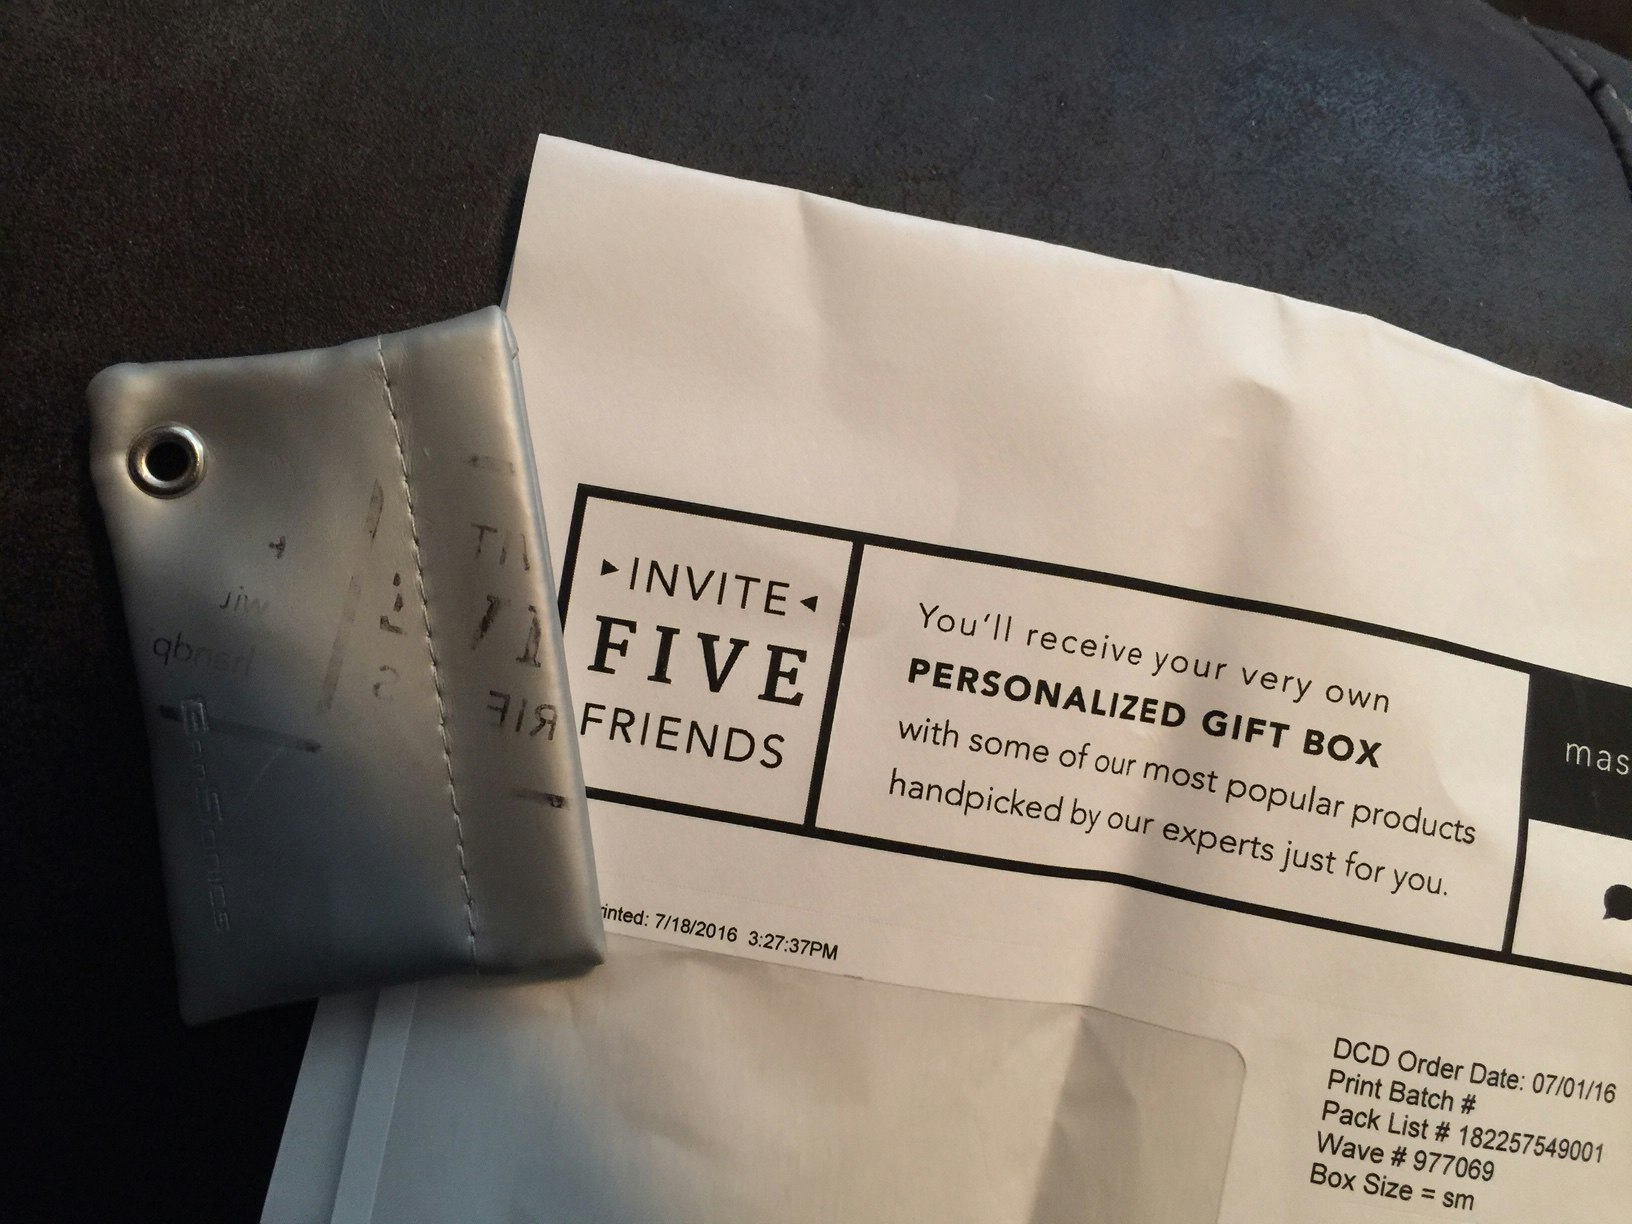 ►INVITE◄
FIVE
FRIENDS
You'll receive your very own
PERSONALIZED GIFT BOX
with some of our most popular products
handpicked by our experts just for you.
mas
rinted: 7/18/2016 3:27:37PM
DCD Order Date: 07/01/16
Print Batch #
Pack List # 182257549001
Wave # 977069
Box Size = sm